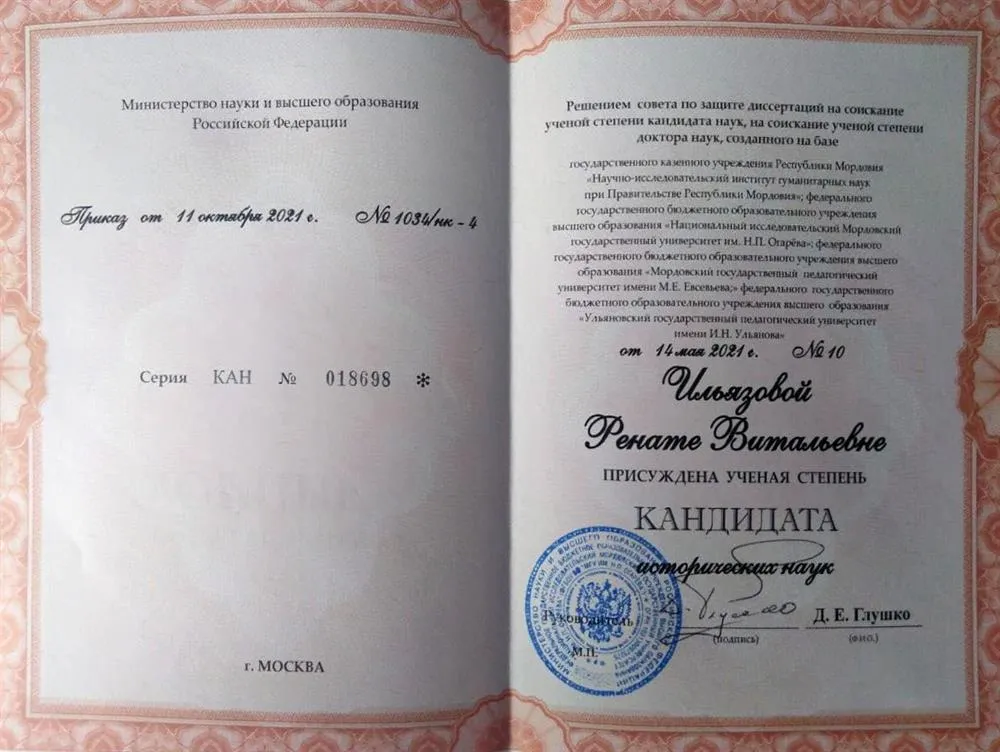 Министерство науки и высшего образования
Российской Федерации
Приказ от 11 октября 2021 г. № 1034/нк - 4
Серия КАН № 018698 *
г. МОСКВА
Решением совета по защите диссертаций на соискание
ученой степени кандидата наук, на соискание ученой степени
доктора наук, созданного на базе
государственного казенного учреждения Республики Мордовия
«Научно-исследовательский институт гуманитарных наук
при Правительстве Республики Мордовия»; федерального
государственного бюджетного образовательного учреждения
высшего образования «Национальный исследовательский Мордовский
государственный университет им. Н.П. Огарёва»; федерального
государственного бюджетного образовательного учреждения высшего
образования «Мордовский государственный педагогический
университет имени М.Е. Евсевьева;» федерального государственного
бюджетного образовательного учреждения высшего образования
«Ульяновский государственный педагогический университет
имени И.Н. Ульянова»
от 14 мая 2021 г. № 10
Ильязовой
Ренате Витальевне
ПРИСУЖДЕНА УЧЕНАЯ СТЕПЕНЬ
КАНДИДАТА
исторических наук
Руководитель
Д. Е. Глушко
(подпись) (ф.и.о.)
М.П.